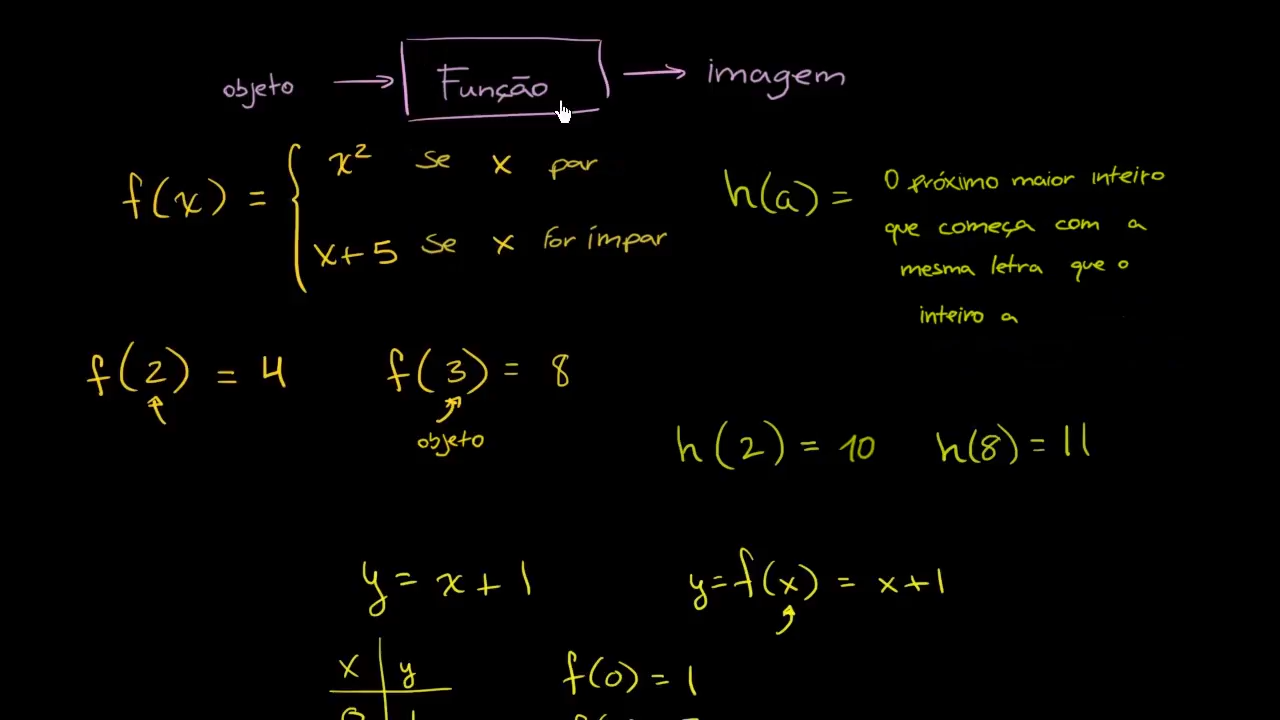 objeto → Função → imagem
f(x) = { x² se x par
x+5 se x for ímpar
h(a) = O próximo maior inteiro
que começa com a
mesma letra que o
inteiro a
f(2) = 4 f(3) = 8
objeto
h(2) = 10 h(8) = 11
y = x + 1 y = f(x) = x+1
x y
f(0) = 1